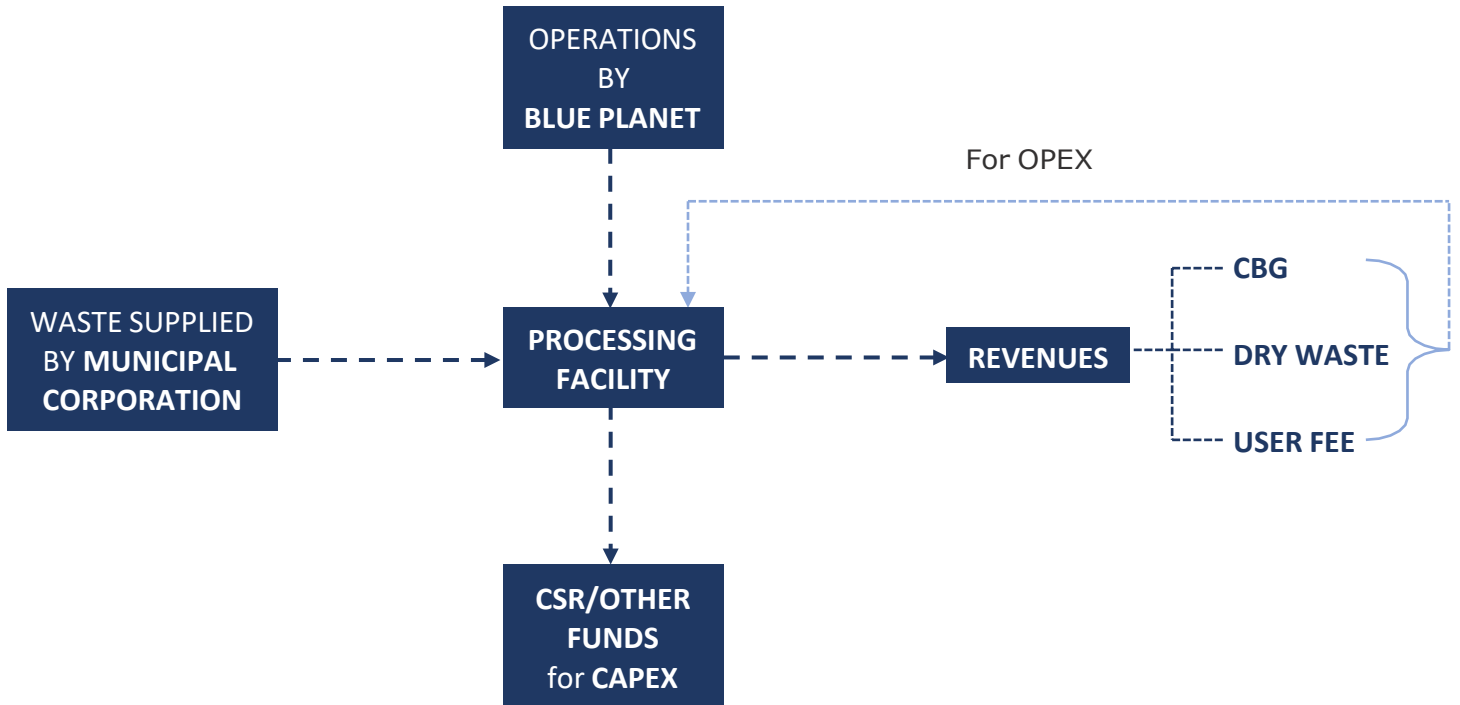 OPERATIONS
BY
BLUE PLANET
For OPEX
WASTE SUPPLIED
BY MUNICIPAL
CORPORATION
PROCESSING
FACILITY
REVENUES
CBG
DRY WASTE
USER FEE
CSR/OTHER
FUNDS
for CAPEX